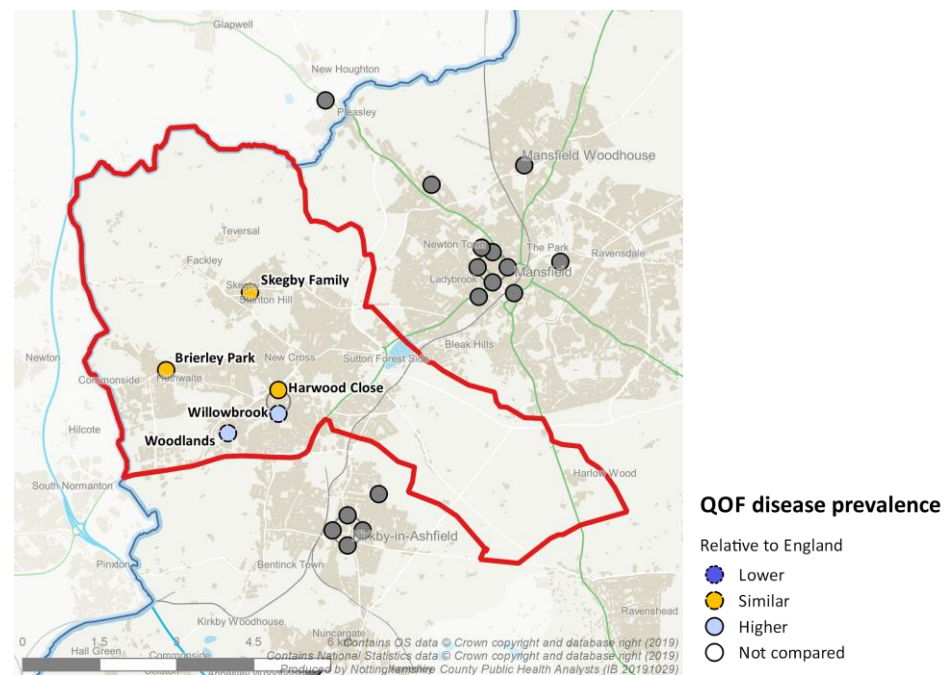 Glapwell
New Houghton
Pleasley
Mansfield Woodhouse
Teversal
Newton Town
The Park
Ravensdale
Fackley
Skegby Family
Skegby
Stanton Hill
Ladybrook
Mansfield
Bleak Hills
Newton
Brierley Park
New Cross
Sutton Forest Side
Commonside
Huthwaite
Harwood Close
Willowbrook
Hilcote
Woodlands
South Normanton
Harlow Wood
Kirkby-in-Ashfield
Bentinck Town
Pinxton
Kirkby Woodhouse
Ravenshead
Nuncargate
0 1.5 3 4.5 6 km
Hall Green
Commonside
Selston
Contains OS data © Crown copyright and database right (2019)
Contains National Statistics data © Crown copyright and database right (2019)
Produced by Nottinghamshire County Public Health Analysts (IB 20191029)
QOF disease prevalence
Relative to England
Lower
Similar
Higher
Not compared